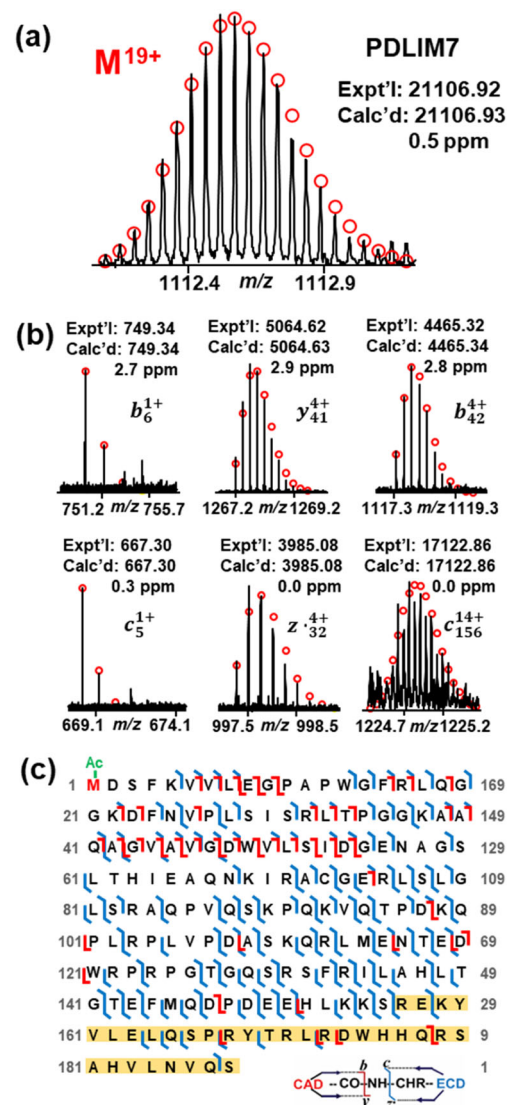 (a)
M19+
PDLIM7
Expt'l: 21106.92
Calc'd: 21106.93
0.5 ppm
1112.4 m/z 1112.9
(b)
Expt'l: 749.34
Calc'd: 749.34
2.7 ppm
b 1+ 6
751.2 m/z 755.7
Expt'l: 5064.62
Calc'd: 5064.63
2.9 ppm
y 4+ 41
1267.2 m/z 1269.2
Expt'l: 4465.32
Calc'd: 4465.34
2.8 ppm
b 4+ 42
1117.3 m/z 1119.3
Expt'l: 667.30
Calc'd: 667.30
0.3 ppm
c 1+ 5
669.1 m/z 674.1
Expt'l: 3985.08
Calc'd: 3985.08
0.0 ppm
z · 4+ 32
997.5 m/z 998.5
Expt'l: 17122.86
Calc'd: 17122.86
0.0 ppm
c 14+ 156
1224.7 m/z 1225.2
(c)
Ac
1 M D S F K V V L E G P A P W G F R L Q G 169
21 G K D F N V P L S I S R L T P G G K A A 149
41 Q A G V A V G D W V L S I D G E N A G S 129
61 L T H I E A Q N K I R A C G E R L S L G 109
81 L S R A Q P V Q S K P Q K V Q T P D K Q 89
101 P L R P L V P D A S K Q R L M E N T E D 69
121 W R P R P G T G Q S R S F R I L A H L T 49
141 G T E F M Q D P D E E H L K K S R E K Y 29
161 V L E L Q S P R Y T R L R D W H H Q R S 9
181 A H V L N V Q S 1
b c
CAD --CO-NH-CHR-- ECD
y